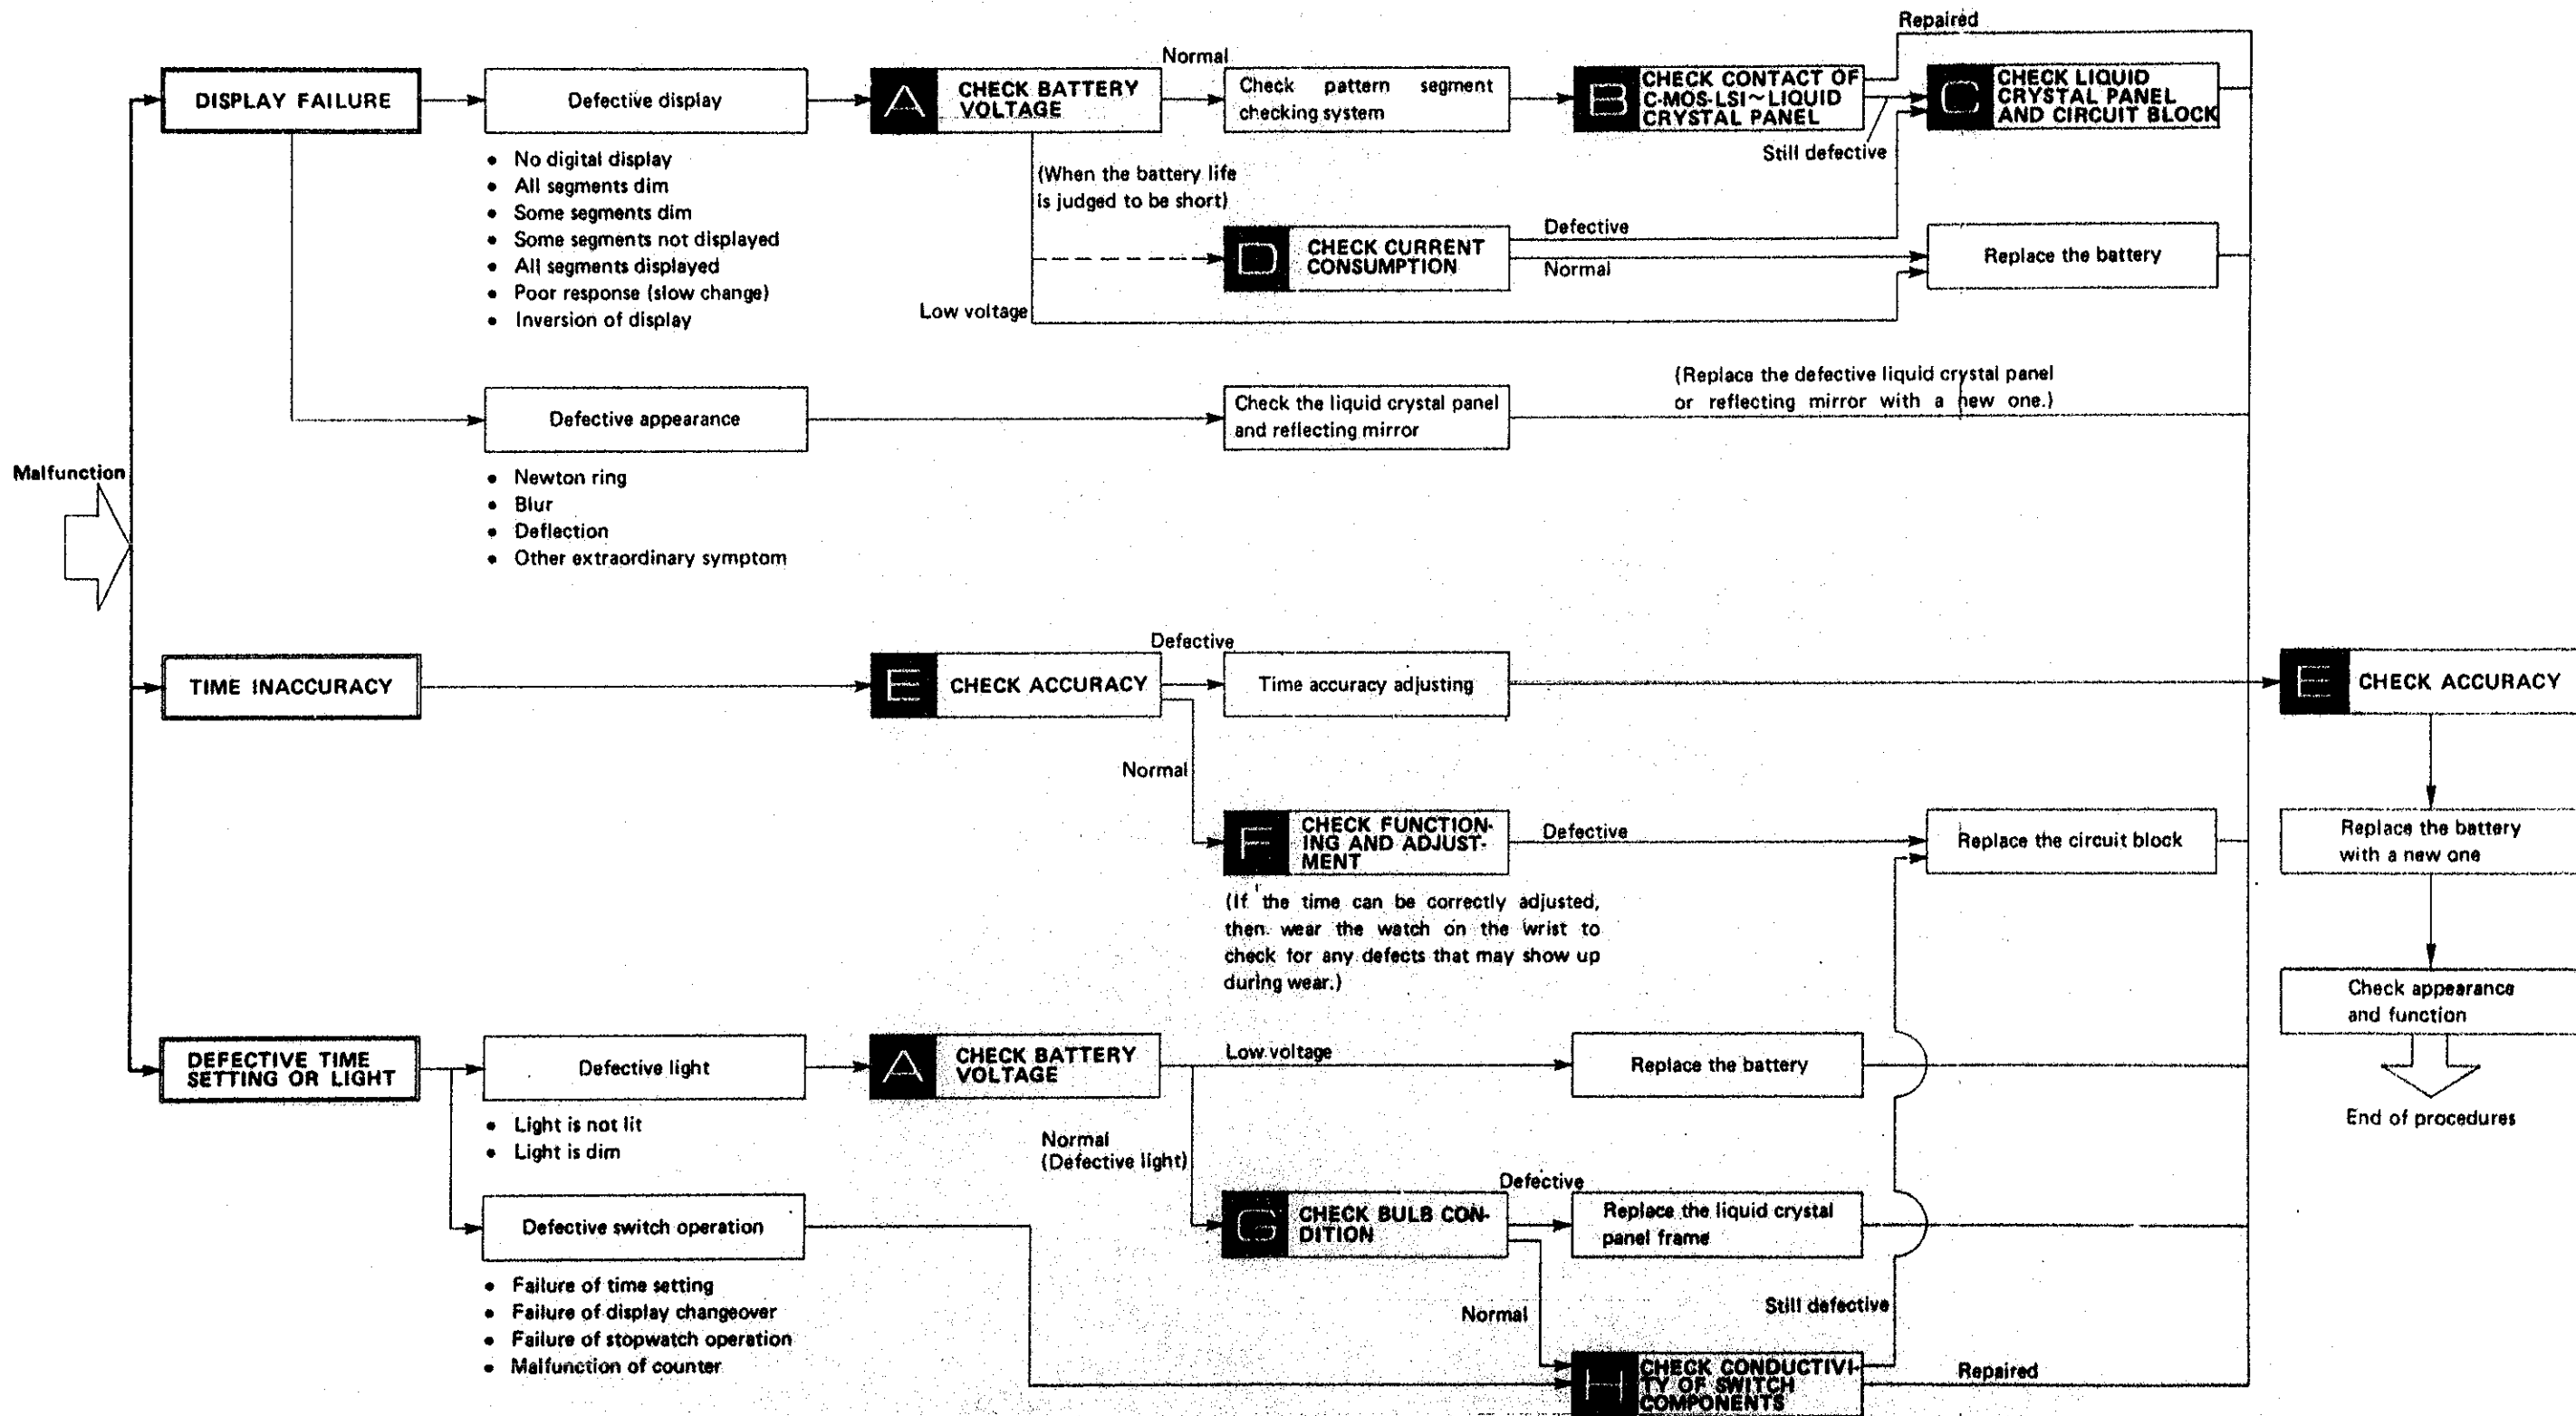 Repaired
DISPLAY FAILURE
Defective display
A
CHECK BATTERY
VOLTAGE
Normal
Check pattern segment
checking system
B
CHECK CONTACT OF
C-MOS-LSI~LIQUID
CRYSTAL PANEL
C
CHECK LIQUID
CRYSTAL PANEL
AND CIRCUIT BLOCK
Still defective
• No digital display
• All segments dim
• Some segments dim
• Some segments not displayed
• All segments displayed
• Poor response (slow change)
• Inversion of display
(When the battery life
is judged to be short)
D
CHECK CURRENT
CONSUMPTION
Defective
Normal
Replace the battery
Low voltage
Defective appearance
Check the liquid crystal panel
and reflecting mirror
(Replace the defective liquid crystal panel
or reflecting mirror with a new one.)
• Newton ring
• Blur
• Deflection
• Other extraordinary symptom
Malfunction
TIME INACCURACY
E
CHECK ACCURACY
Defective
Time accuracy adjusting
E
CHECK ACCURACY
Normal
F
CHECK FUNCTION-
ING AND ADJUST-
MENT
Defective
Replace the circuit block
Replace the battery
with a new one
(If the time can be correctly adjusted,
then wear the watch on the wrist to
check for any defects that may show up
during wear.)
Check appearance
and function
End of procedures
DEFECTIVE TIME
SETTING OR LIGHT
Defective light
A
CHECK BATTERY
VOLTAGE
Low voltage
Replace the battery
• Light is not lit
• Light is dim
Normal
(Defective light)
G
CHECK BULB CON-
DITION
Defective
Replace the liquid crystal
panel frame
Defective switch operation
• Failure of time setting
• Failure of display changeover
• Failure of stopwatch operation
• Malfunction of counter
Normal
Still defective
H
CHECK CONDUCTIVI-
TY OF SWITCH
COMPONENTS
Repaired